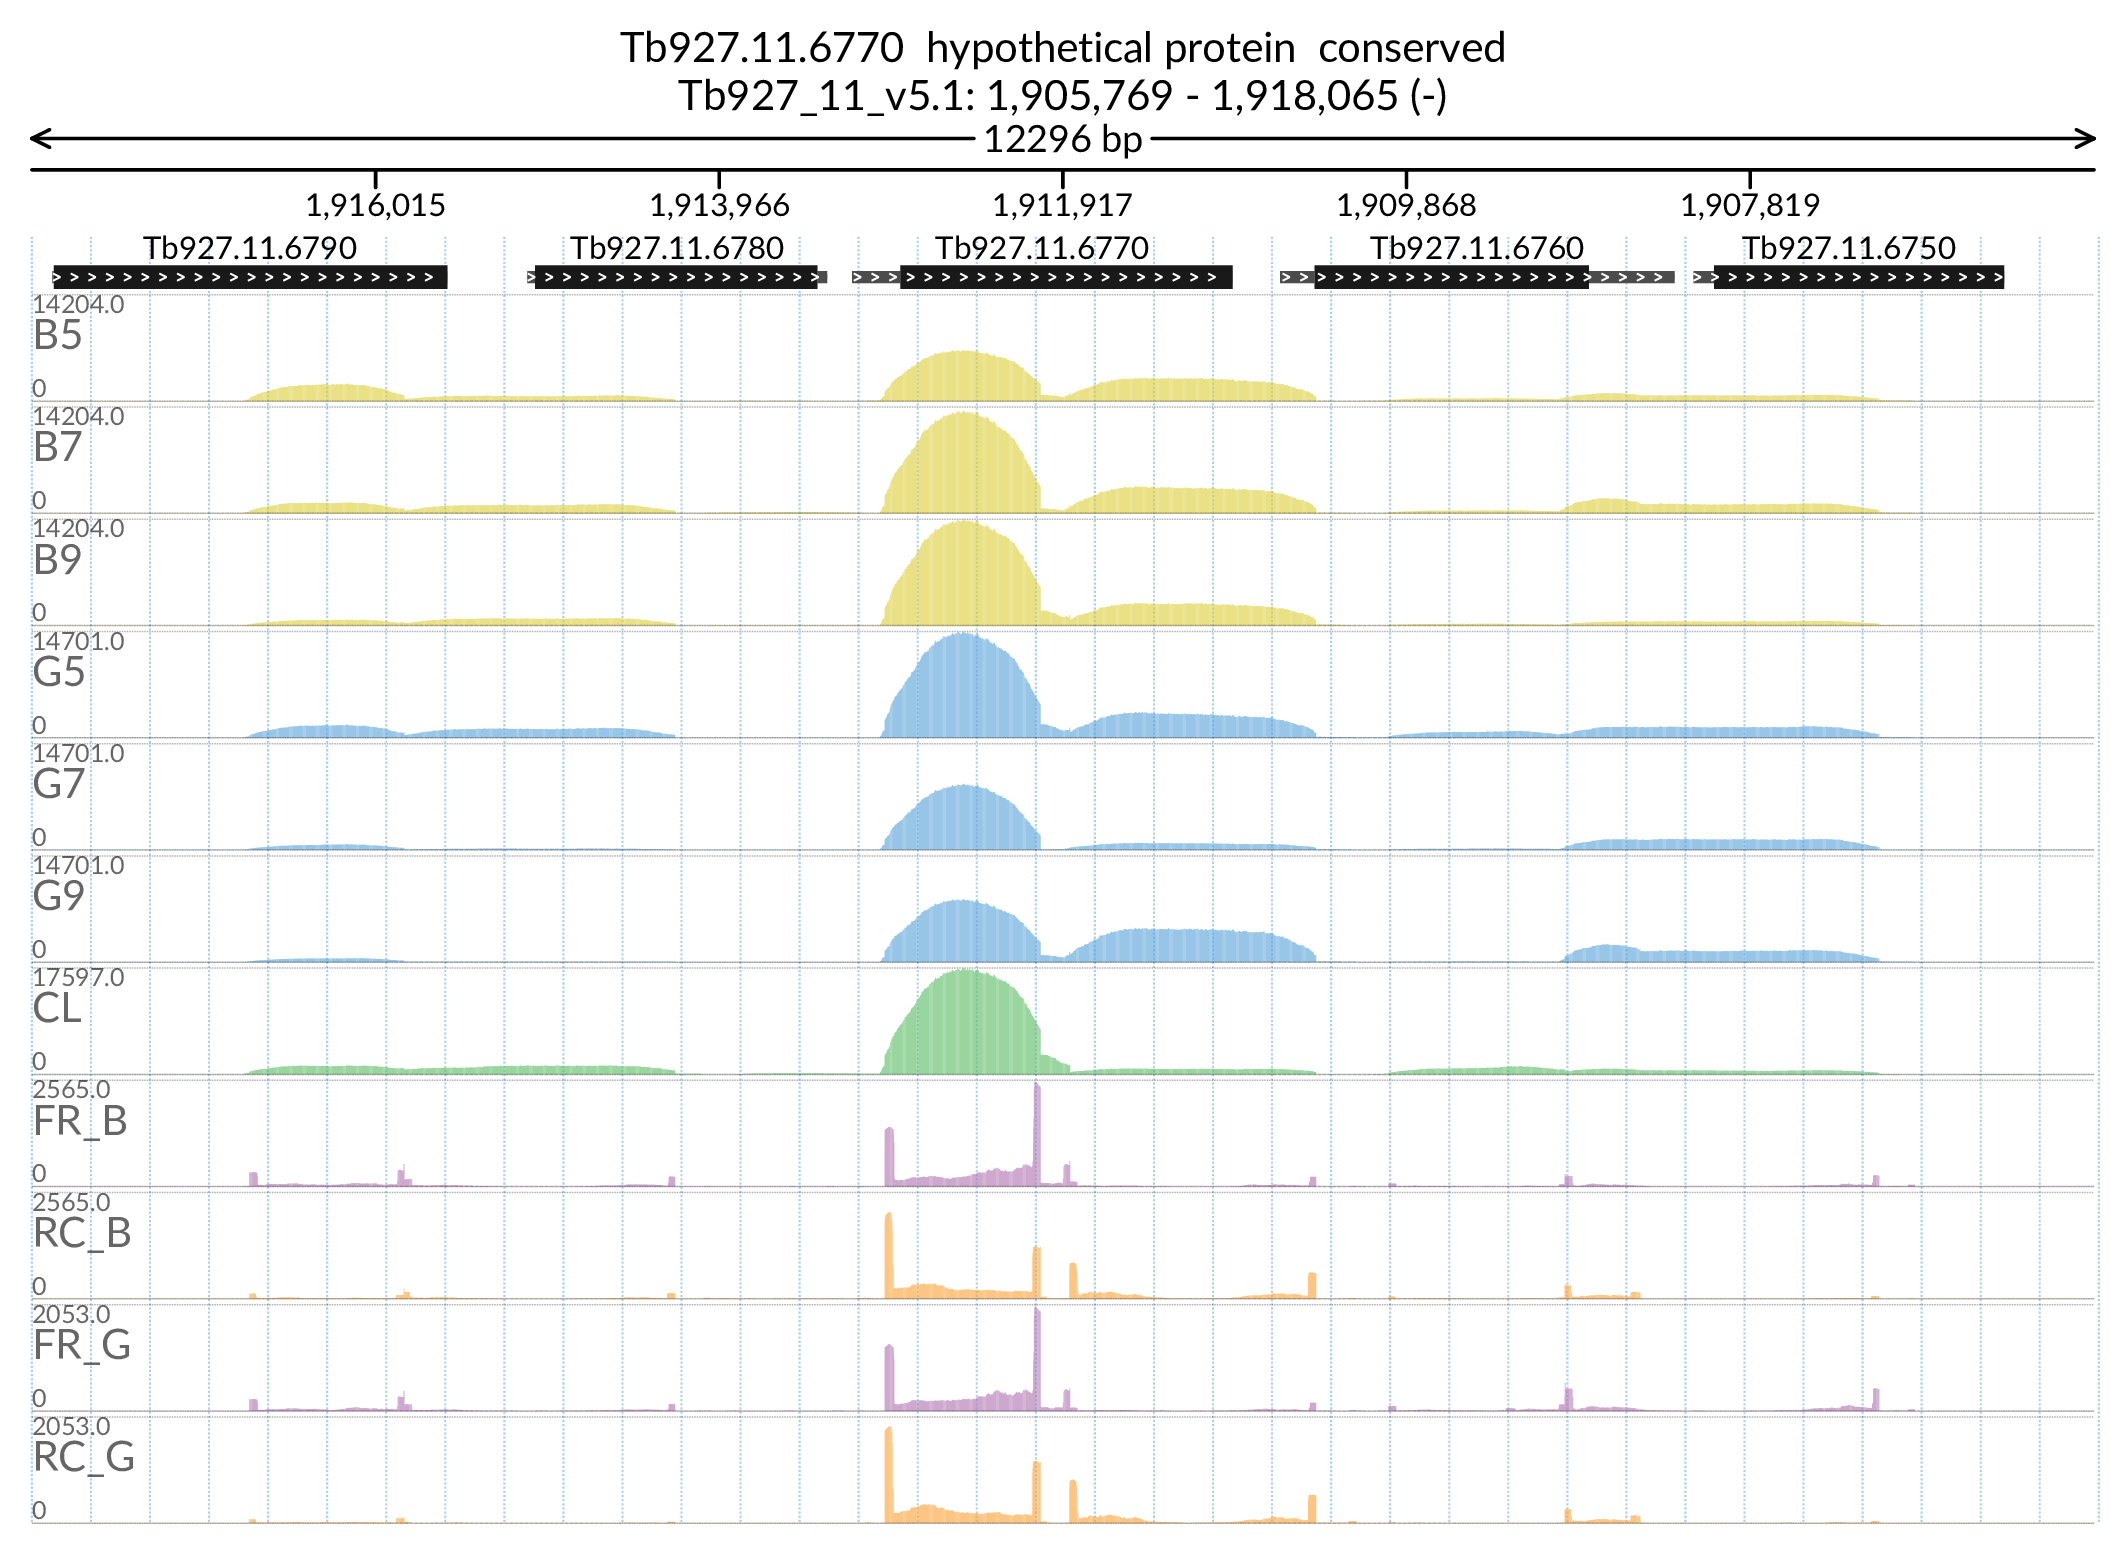 Tb927.11.6770 hypothetical protein conserved
Tb927_11_v5.1: 1,905,769 - 1,918,065 (-)
12296 bp
1,916,015 1,913,966 1,911,917 1,909,868 1,907,819
Tb927.11.6790 Tb927.11.6780 Tb927.11.6770 Tb927.11.6760 Tb927.11.6750
14204.0
B5
0
14204.0
B7
0
14204.0
B9
0
14701.0
G5
0
14701.0
G7
0
14701.0
G9
0
17597.0
CL
0
2565.0
FR_B
0
2565.0
RC_B
0
2053.0
FR_G
0
2053.0
RC_G
0